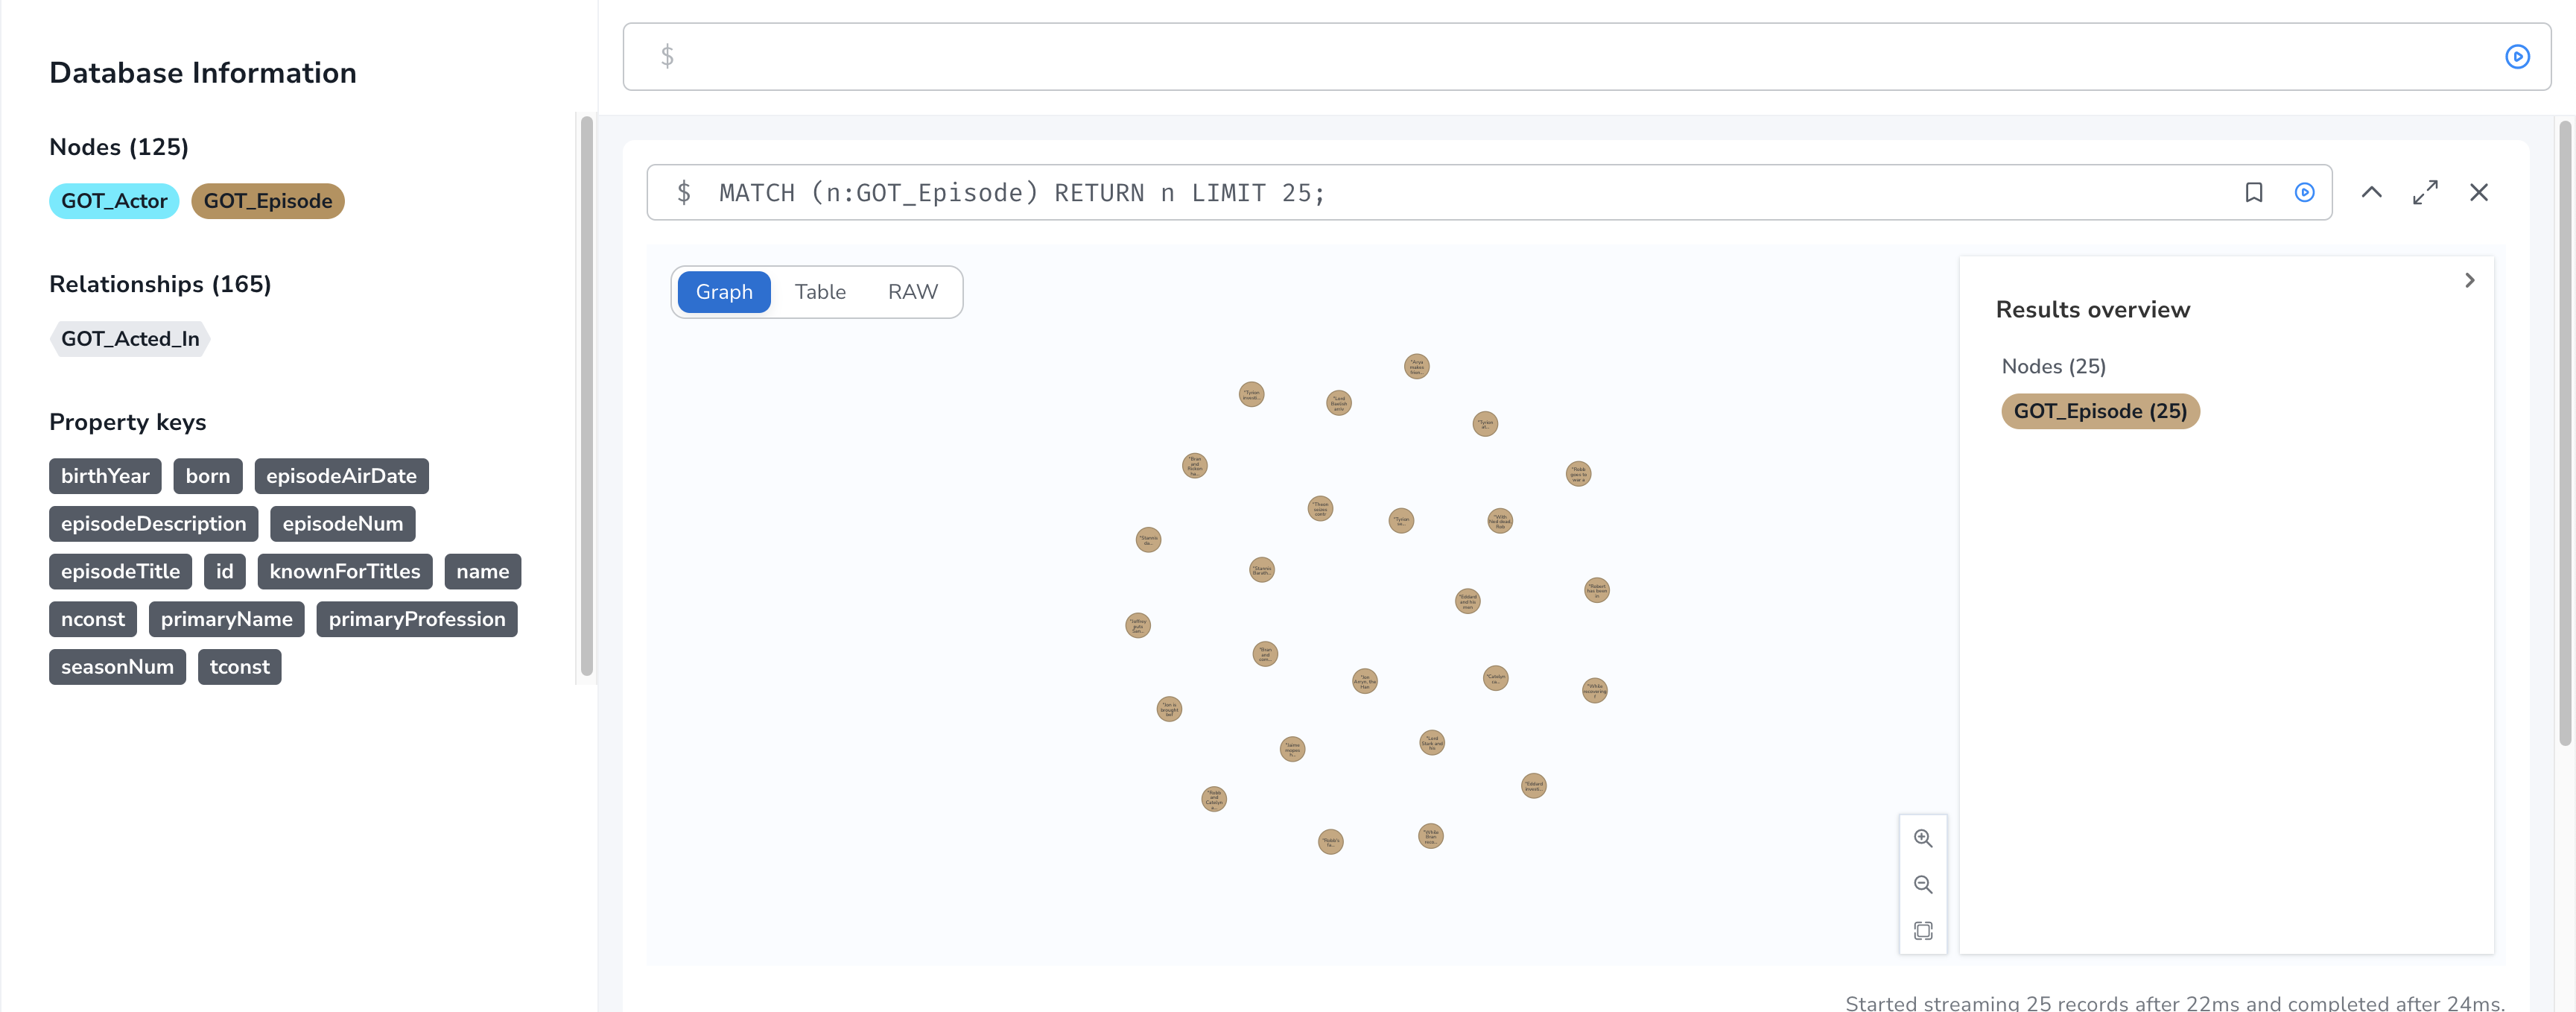 Database Information
Nodes (125)
GOT_Actor GOT_Episode
Relationships (165)
GOT_Acted_In
Property keys
birthYear born episodeAirDate
episodeDescription episodeNum
episodeTitle id knownForTitles name
nconst primaryName primaryProfession
seasonNum tconst
$
$ MATCH (n:GOT_Episode) RETURN n LIMIT 25;
Graph Table RAW
Results overview
Nodes (25)
GOT_Episode (25)
Started streaming 25 records after 22ms and completed after 24ms.